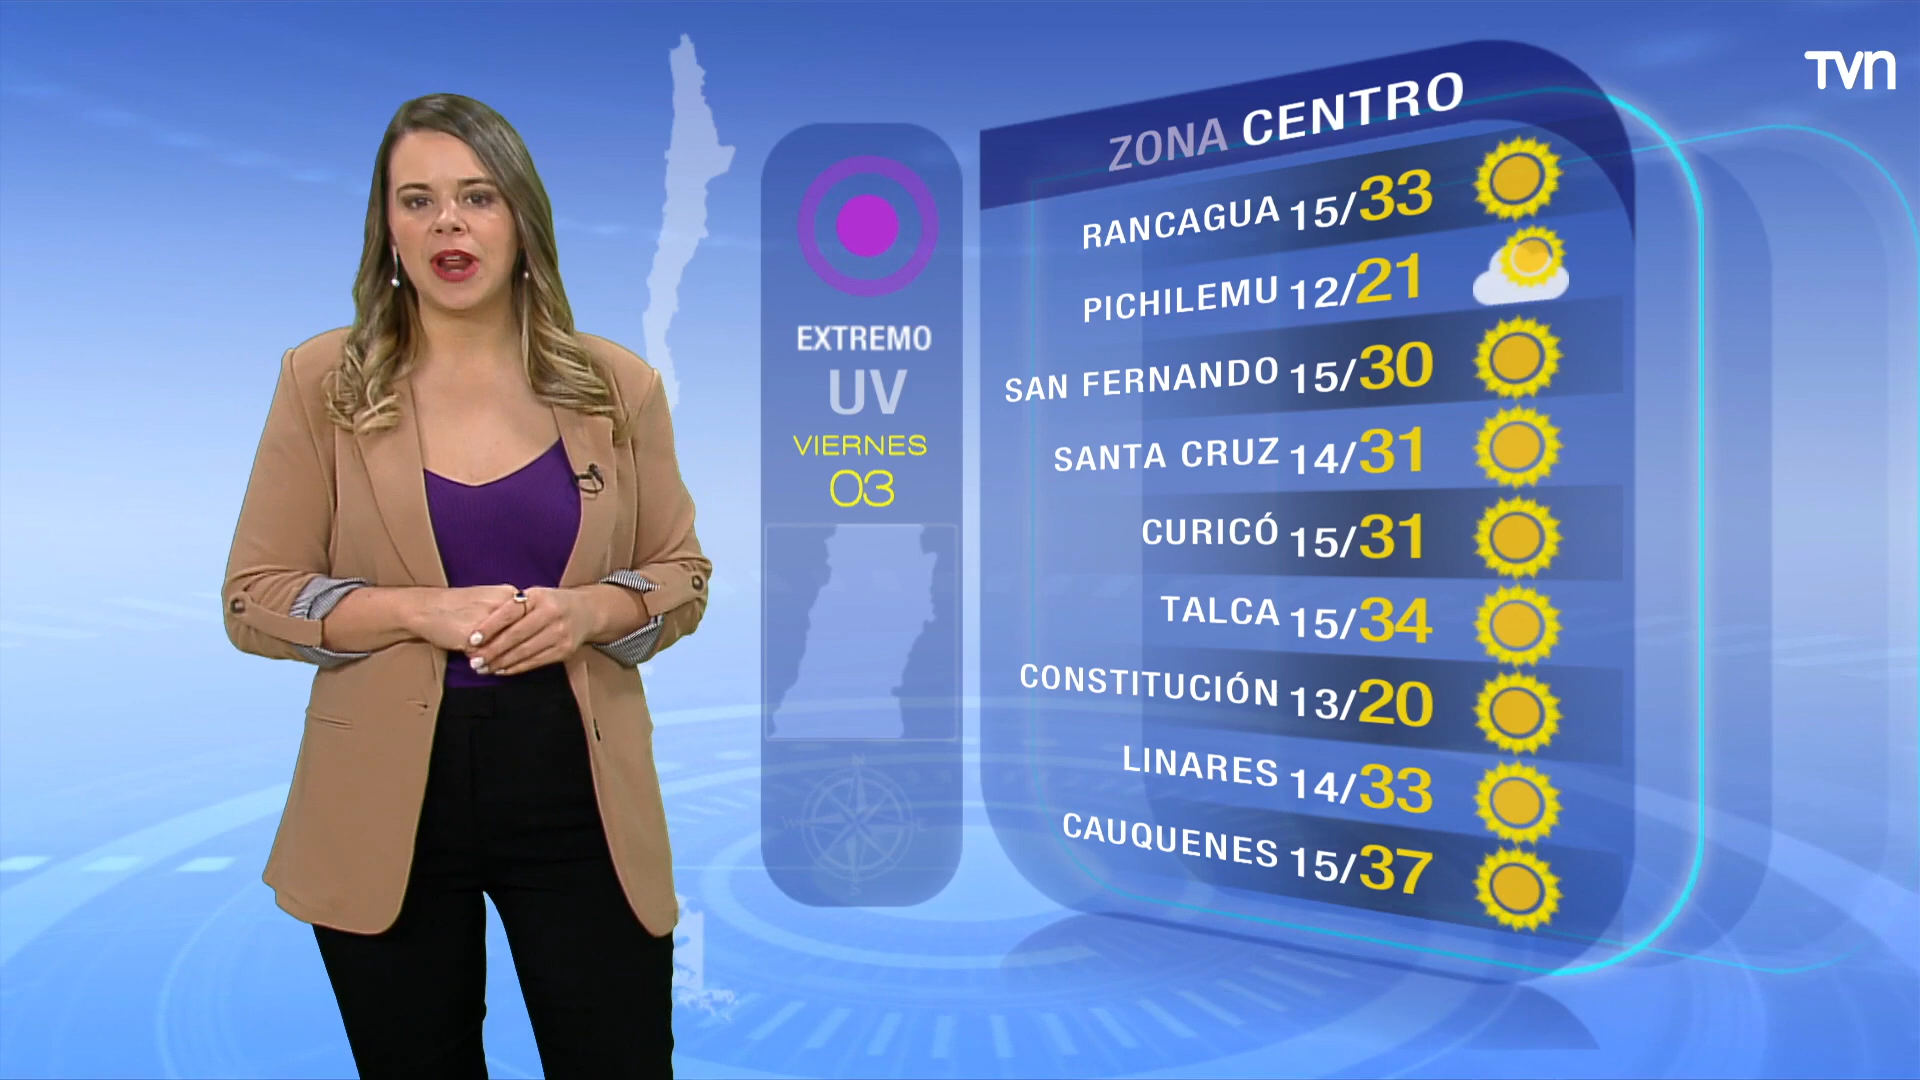 TVN
ZONA CENTRO
EXTREMO
UV
VIERNES
03
N
W E
S
RANCAGUA 15/33
PICHILEMU 12/21
SAN FERNANDO 15/30
SANTA CRUZ 14/31
CURICÓ 15/31
TALCA 15/34
CONSTITUCIÓN 13/20
LINARES 14/33
CAUQUENES 15/37